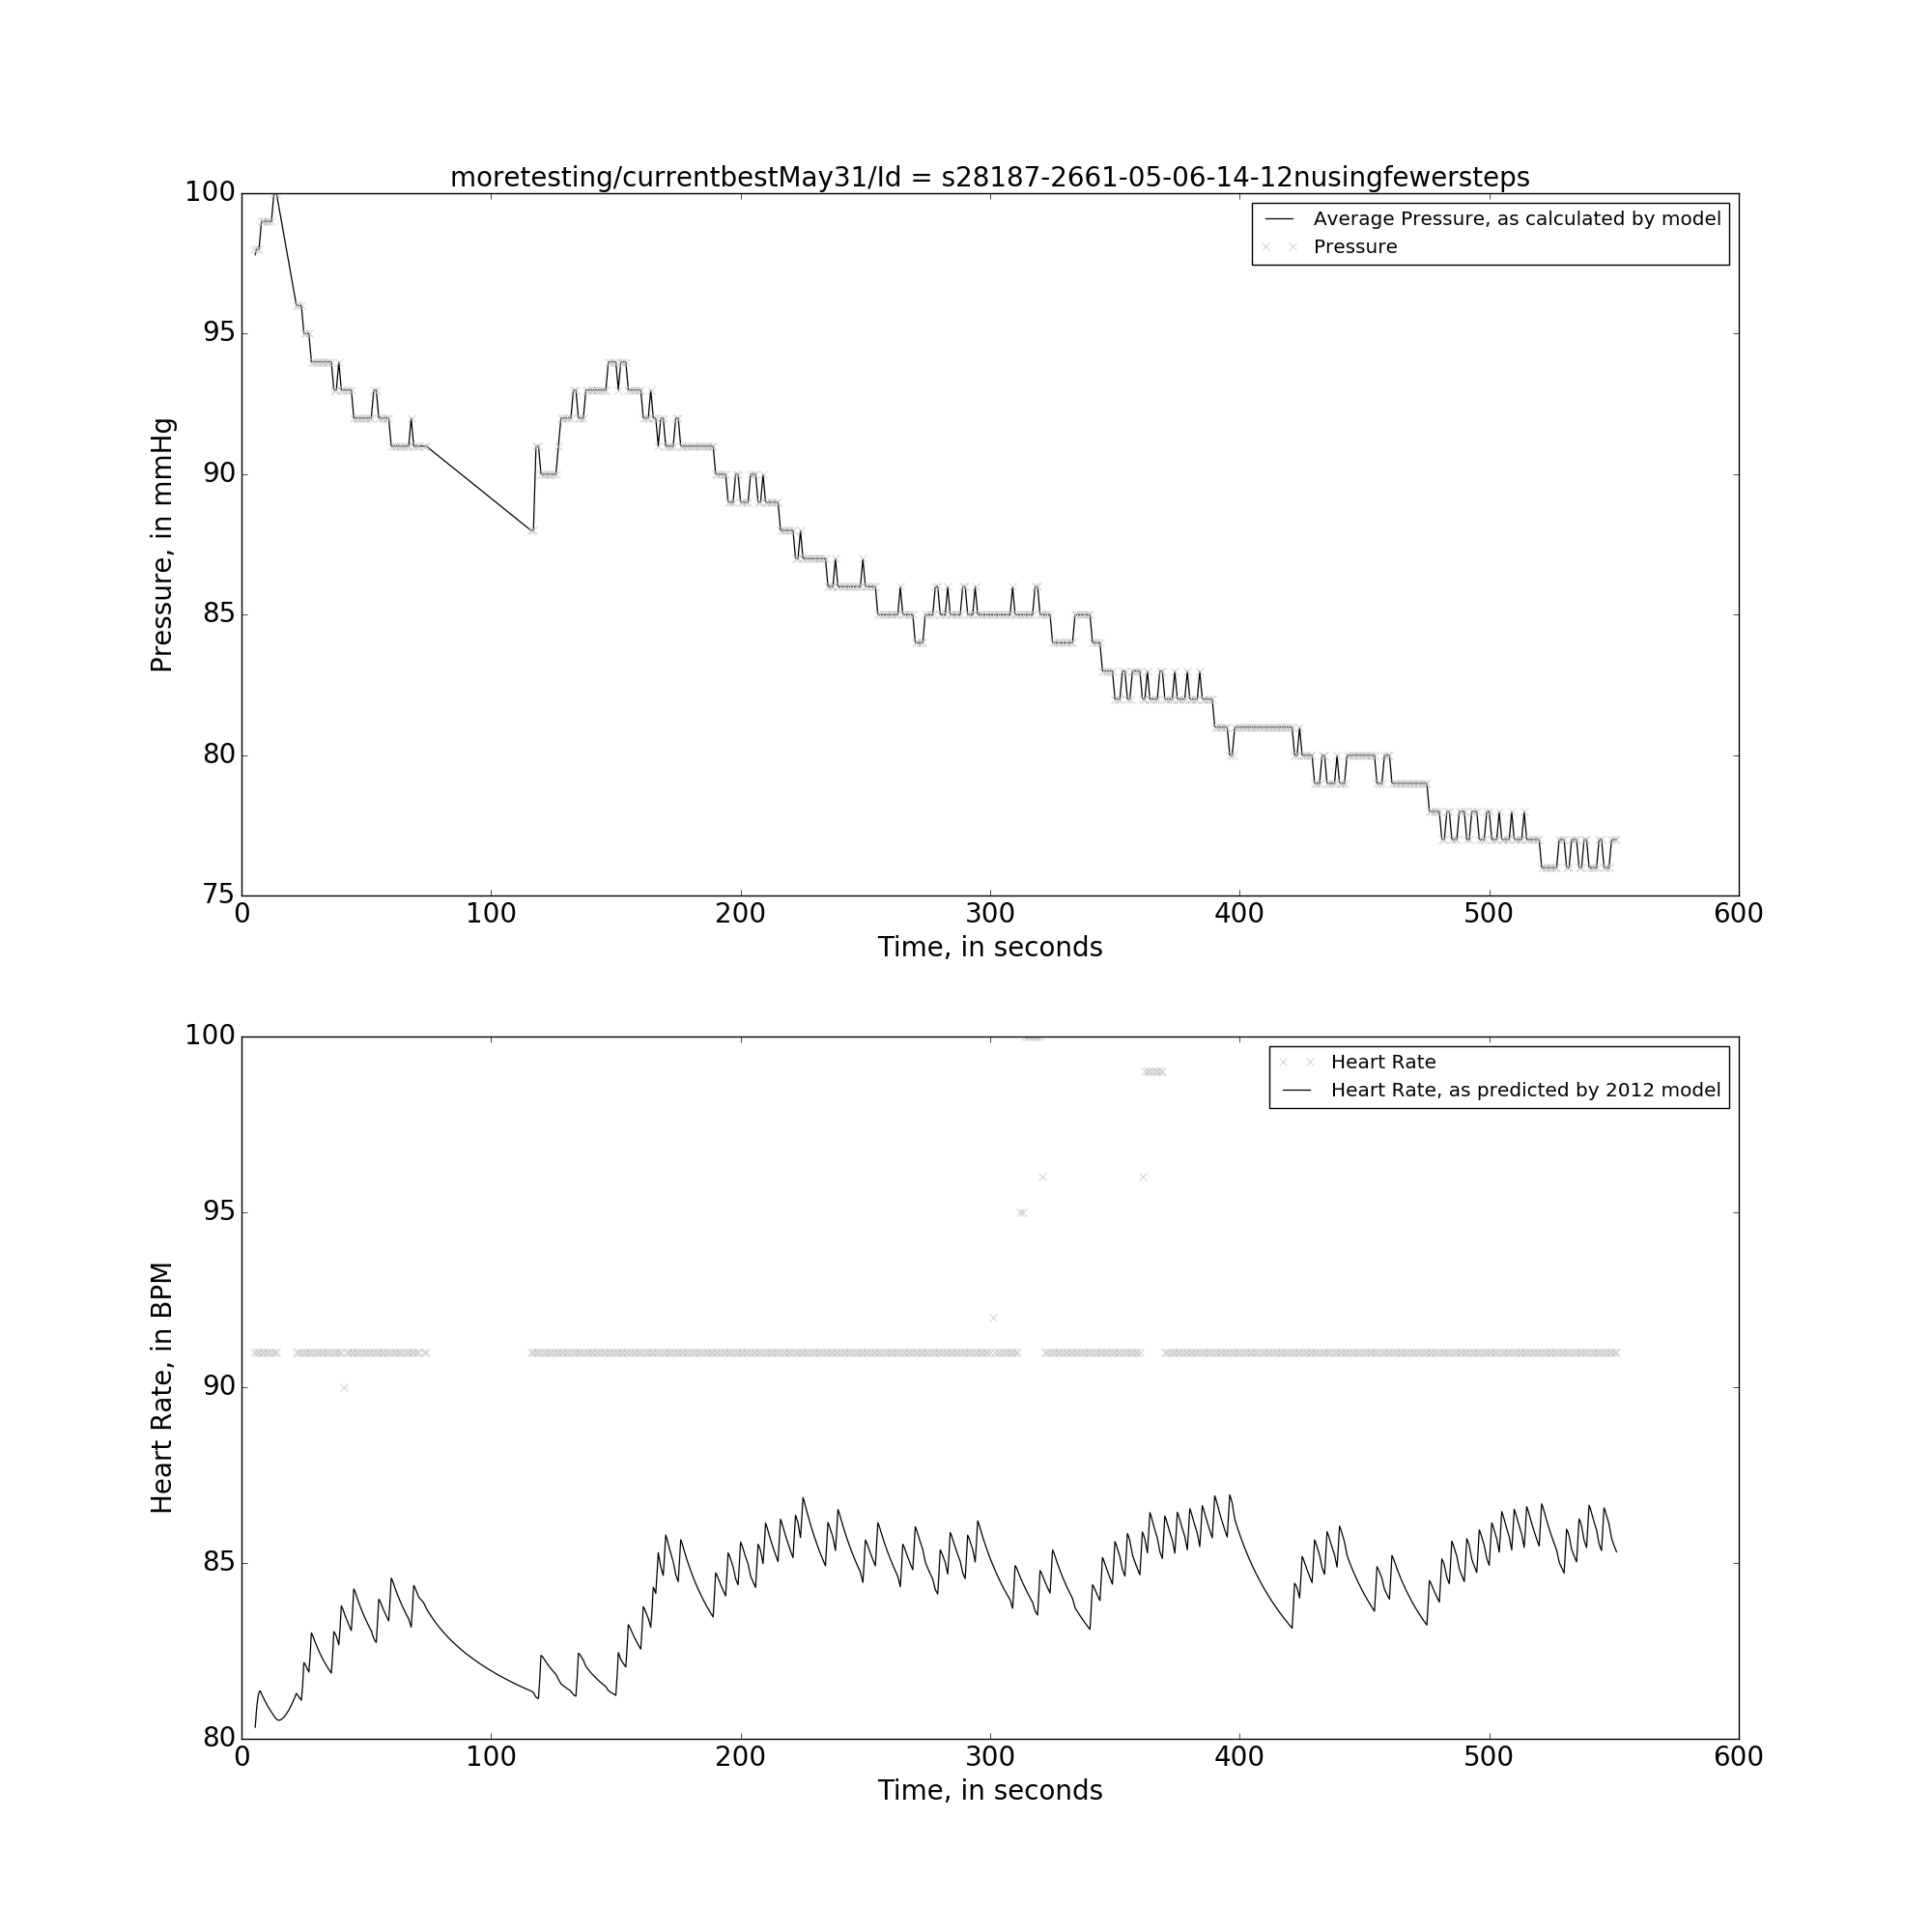 moretesting/currentbestMay31/Id = s28187-2661-05-06-14-12nusingfewersteps
100
95
90
85
80
75
Pressure, in mmHg
Average Pressure, as calculated by model
Pressure
0 100 200 300 400 500 600
Time, in seconds
100
95
90
85
80
Heart Rate, in BPM
Heart Rate
Heart Rate, as predicted by 2012 model
0 100 200 300 400 500 600
Time, in seconds